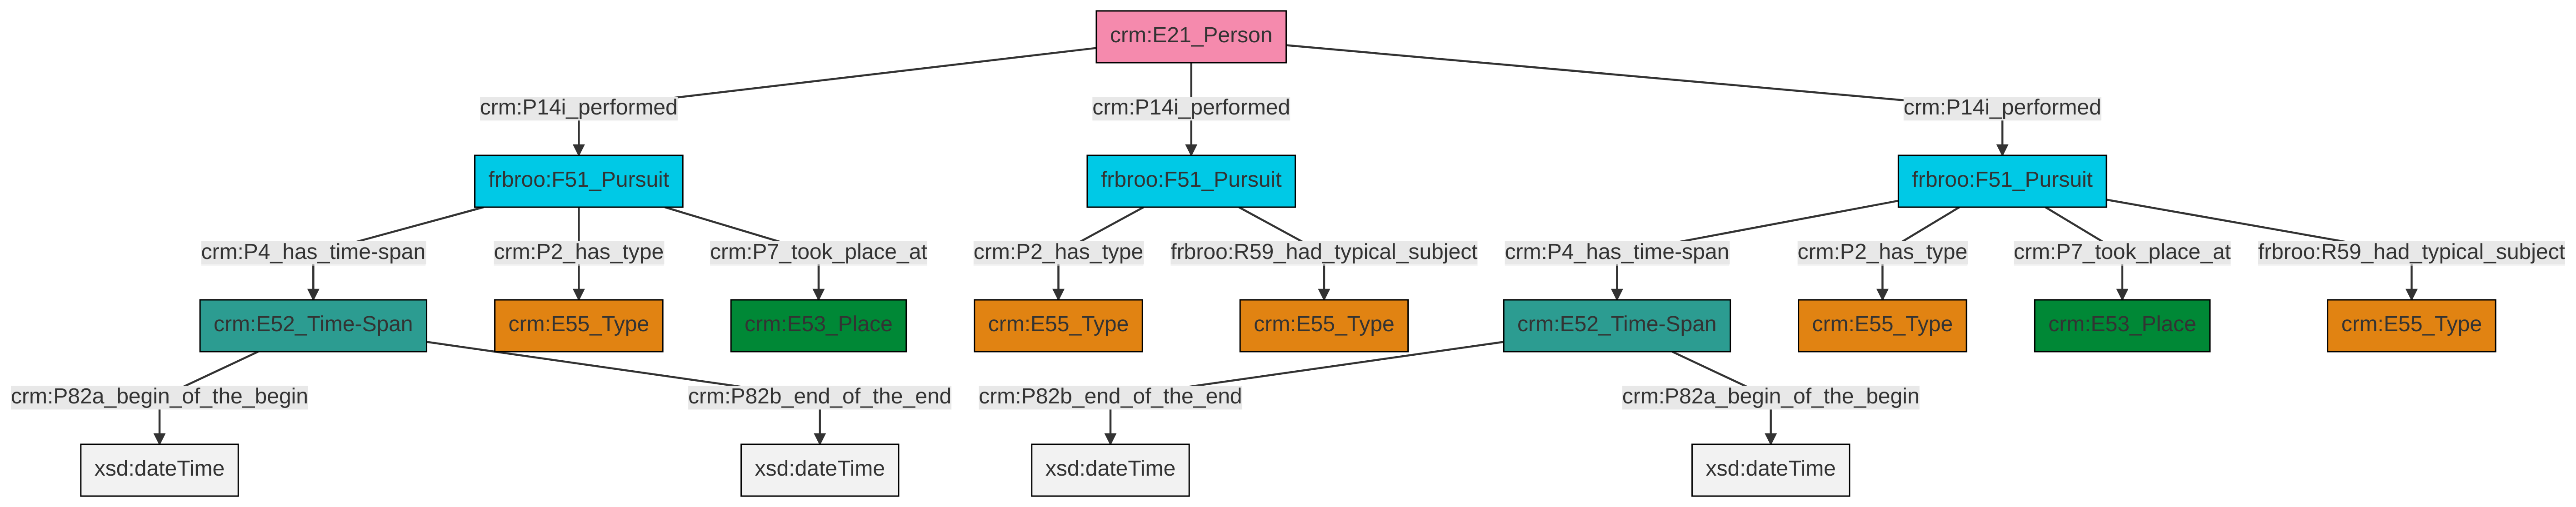 crm:E21_Person
crm:P14i_performed crm:P14i_performed crm:P14i_performed
frbroo:F51_Pursuit frbroo:F51_Pursuit frbroo:F51_Pursuit
crm:P4_has_time-span crm:P2_has_type crm:P7_took_place_at crm:P2_has_type frbroo:R59_had_typical_subject crm:P4_has_time-span crm:P2_has_type crm:P7_took_place_at frbroo:R59_had_typical_subject
crm:E52_Time-Span crm:E55_Type crm:E53_Place crm:E55_Type crm:E55_Type crm:E52_Time-Span crm:E55_Type crm:E53_Place crm:E55_Type
crm:P82a_begin_of_the_begin crm:P82b_end_of_the_end crm:P82b_end_of_the_end crm:P82a_begin_of_the_begin
xsd:dateTime xsd:dateTime xsd:dateTime xsd:dateTime